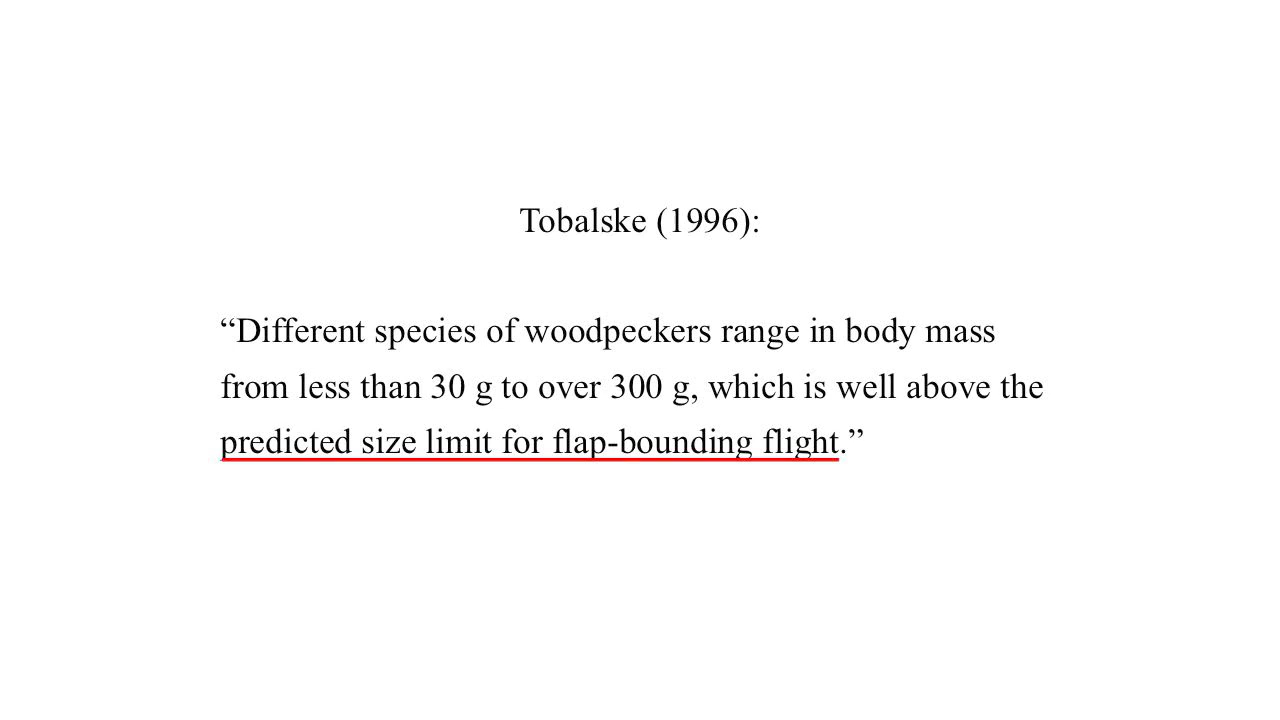 Tobalske (1996):
“Different species of woodpeckers range in body mass
from less than 30 g to over 300 g, which is well above the
predicted size limit for flap-bounding flight.”